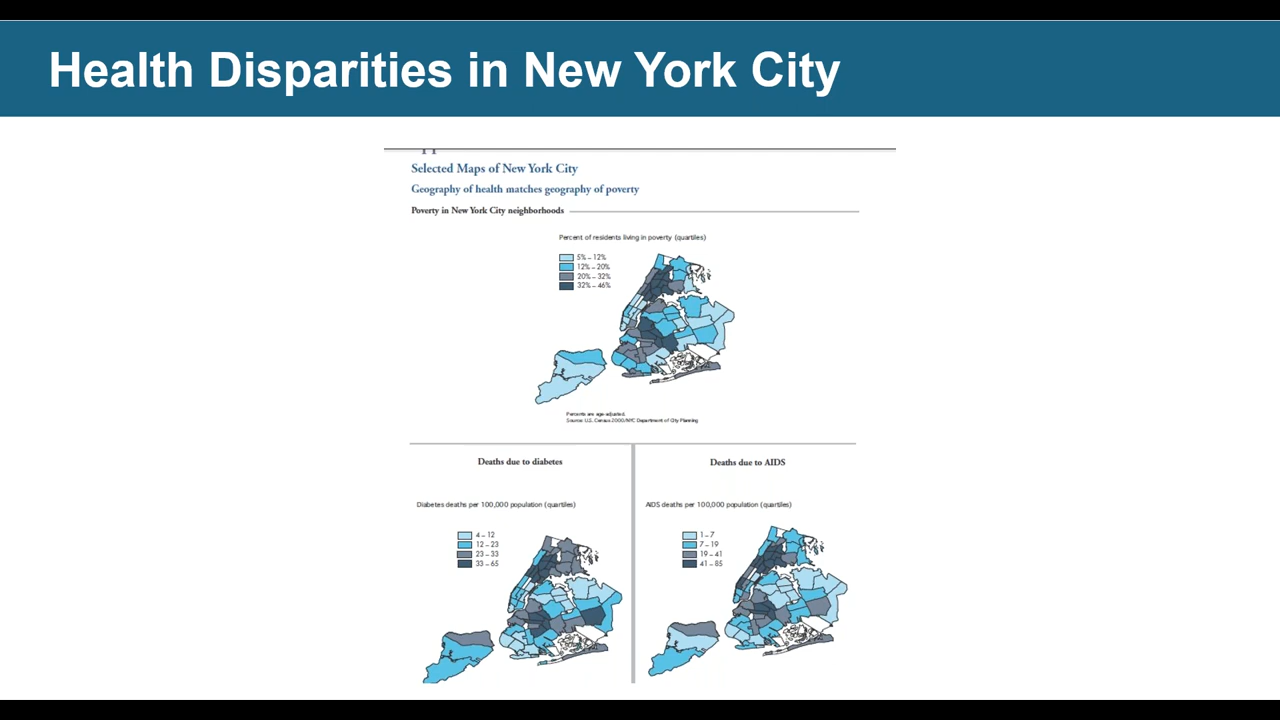 Health Disparities in New York City
Selected Maps of New York City
Geography of health matches geography of poverty
Poverty in New York City neighborhoods
Percent of residents living in poverty (quartiles)
5% – 12%
12% – 20%
20% – 32%
32% – 46%
Percents are age-adjusted.
Source: U.S. Census 2000/NYC Department of City Planning
Deaths due to diabetes
Diabetes deaths per 100,000 population (quartiles)
4 – 12
12 – 23
23 – 33
33 – 65
Deaths due to AIDS
AIDS deaths per 100,000 population (quartiles)
1 – 7
7 – 19
19 – 41
41 – 85